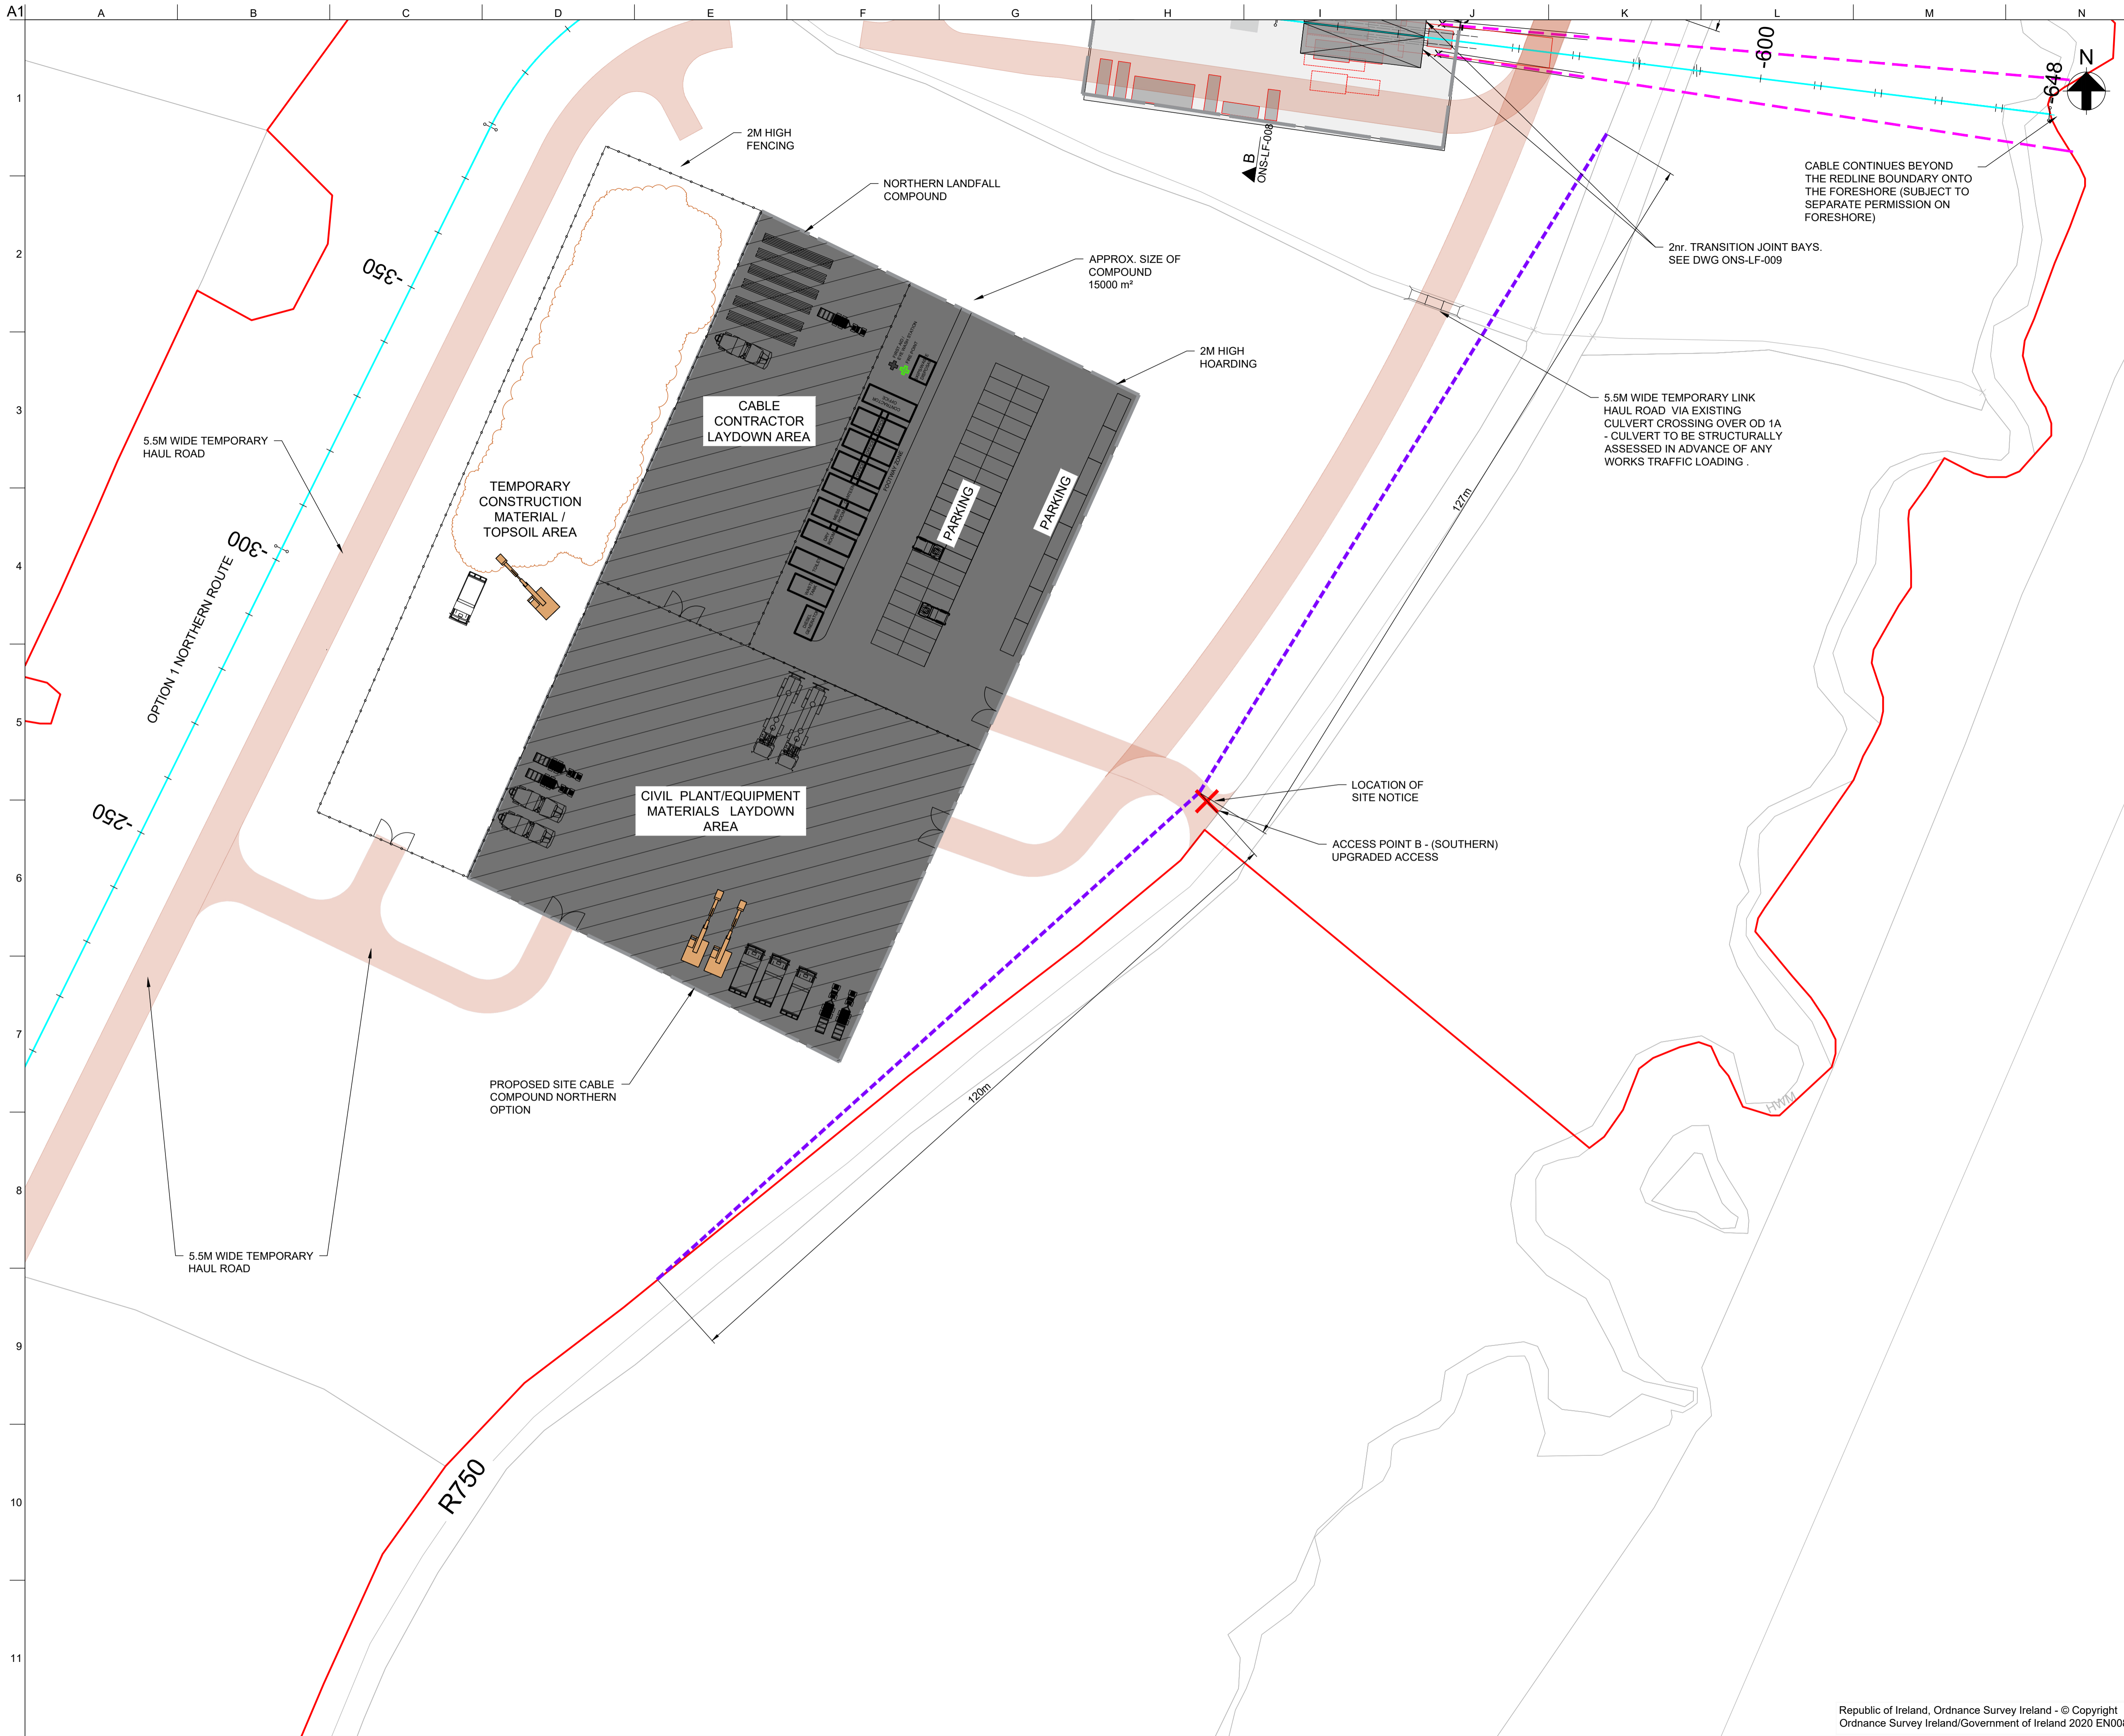 A1
A B C D E F G H I J K L M N
1
2
3
4
5
6
7
8
9
10
11
N
-600
-648
-350
-300
-250
2M HIGH
FENCING
NORTHERN LANDFALL
COMPOUND
APPROX. SIZE OF
COMPOUND
15000 m²
2M HIGH
HOARDING
B
ONS-LF-008
CABLE CONTINUES BEYOND
THE REDLINE BOUNDARY ONTO
THE FORESHORE (SUBJECT TO
SEPARATE PERMISSION ON
FORESHORE)
2nr. TRANSITION JOINT BAYS.
SEE DWG ONS-LF-009
5.5M WIDE TEMPORARY LINK
HAUL ROAD VIA EXISTING
CULVERT CROSSING OVER OD 1A
- CULVERT TO BE STRUCTURALLY
ASSESSED IN ADVANCE OF ANY
WORKS TRAFFIC LOADING .
5.5M WIDE TEMPORARY
HAUL ROAD
OPTION 1 NORTHERN ROUTE
TEMPORARY
CONSTRUCTION
MATERIAL /
TOPSOIL AREA
CABLE
CONTRACTOR
LAYDOWN AREA
FOOTWAY ZONE
CONTRACTOR
OFFICE
TOILET
PARKING
PARKING
127m
CIVIL PLANT/EQUIPMENT
MATERIALS LAYDOWN
AREA
LOCATION OF
SITE NOTICE
ACCESS POINT B - (SOUTHERN)
UPGRADED ACCESS
PROPOSED SITE CABLE
COMPOUND NORTHERN
OPTION
120m
HWM
5.5M WIDE TEMPORARY
HAUL ROAD
R750
Republic of Ireland, Ordnance Survey Ireland - © Copyright
Ordnance Survey Ireland/Government of Ireland 2020 EN00